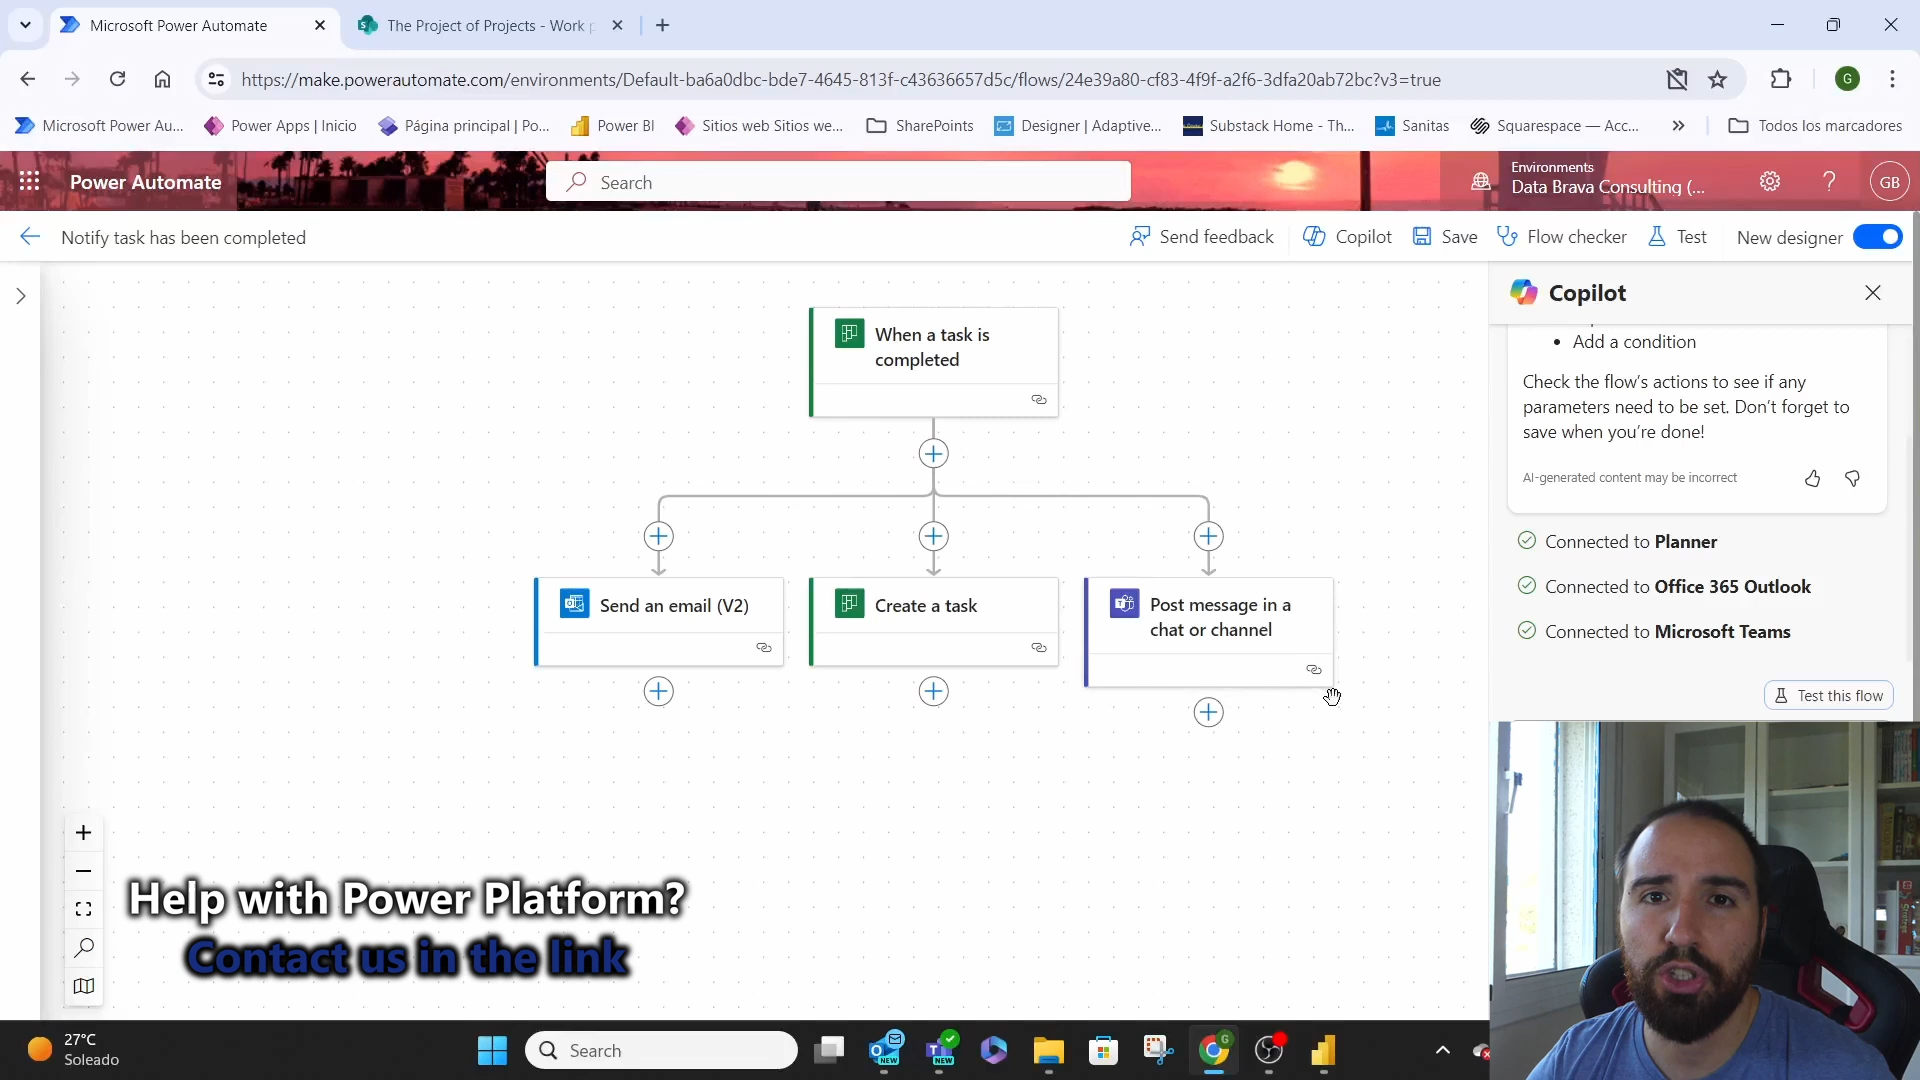 Microsoft Power Automate
The Project of Projects - Work p
https://make.powerautomate.com/environments/Default-ba6a0dbc-bde7-4645-813f-c43636657d5c/flows/24e39a80-cf83-4f9f-a2f6-3dfa20ab72bc?v3=true
G
Microsoft Power Au...
Power Apps | Inicio
Página principal | Po...
Power BI
Sitios web Sitios we...
SharePoints
Designer | Adaptive...
Substack Home - Th...
Sanitas
Squarespace — Acc...
Todos los marcadores
Power Automate
Search
Environments
Data Brava Consulting (...
GB
Notify task has been completed
Send feedback
Copilot
Save
Flow checker
Test
New designer
When a task is
completed
Send an email (V2)
Create a task
Post message in a
chat or channel
Copilot
• Add a condition
Check the flow's actions to see if any
parameters need to be set. Don't forget to
save when you're done!
AI-generated content may be incorrect
Connected to Planner
Connected to Office 365 Outlook
Connected to Microsoft Teams
Test this flow
Help with Power Platform?
Contact us in the link
27°C
Soleado
Search
NEW
NEW
G